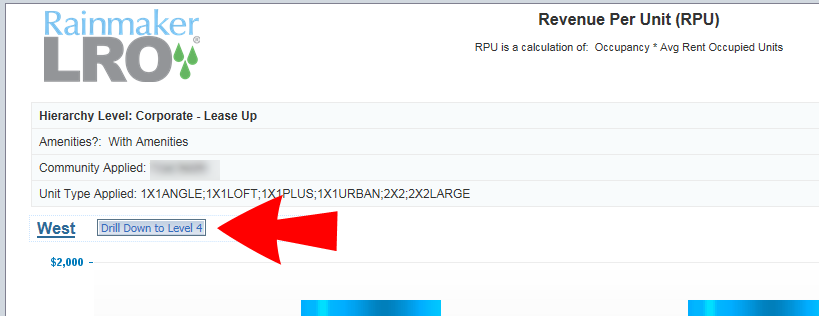 Rainmaker
LRO
Revenue Per Unit (RPU)
RPU is a calculation of: Occupancy * Avg Rent Occupied Units
Hierarchy Level: Corporate - Lease Up
Amenities?: With Amenities
Community Applied:
Unit Type Applied: 1X1ANGLE;1X1LOFT;1X1PLUS;1X1URBAN;2X2;2X2LARGE
West Drill Down to Level 4
$2,000